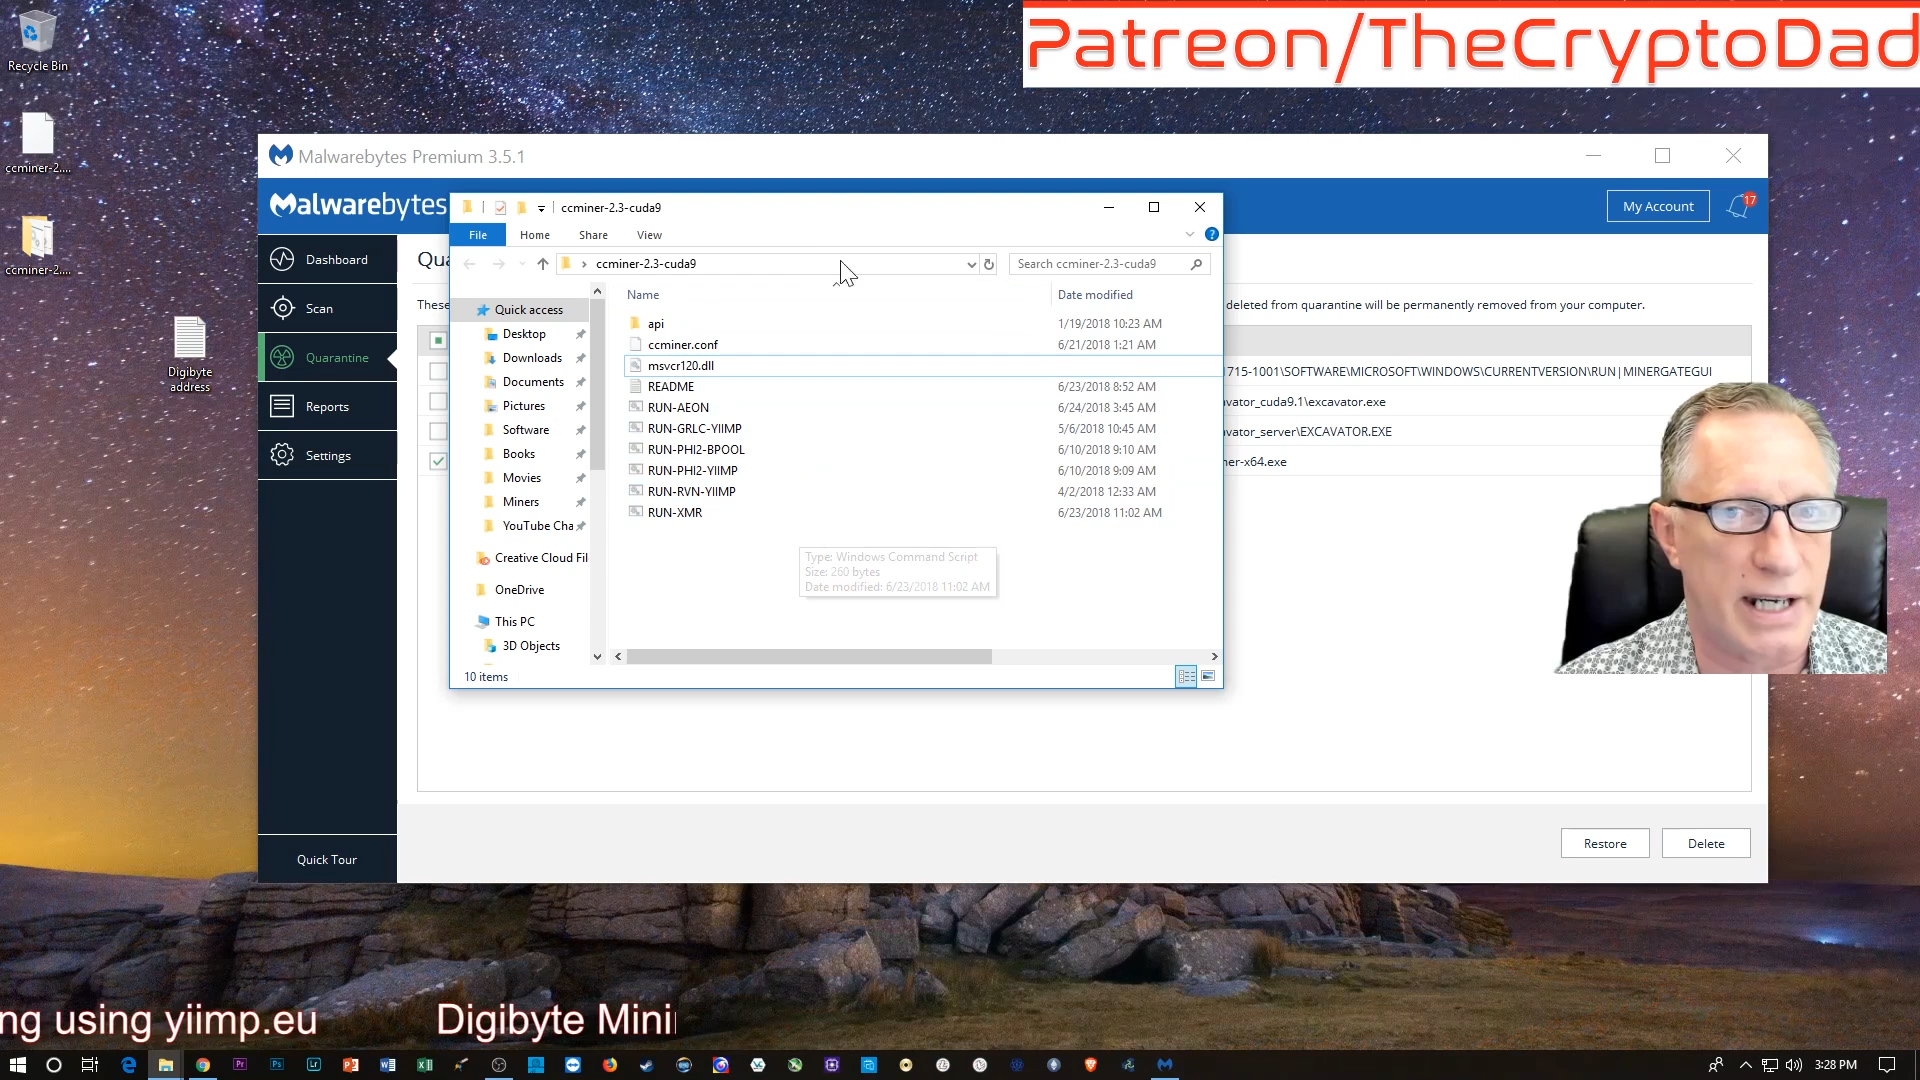 Patreon/TheCryptoDad
Recycle Bin
ccminer-2....
ccminer-2....
Digibyte
address
Malwarebytes Premium 3.5.1
Malwarebytes
My Account
17
Dashboard
Scan
Quarantine
Reports
Settings
Quick Tour
Qua
These
deleted from quarantine will be permanently removed from your computer.
715-1001\SOFTWARE\MICROSOFT\WINDOWS\CURRENTVERSION\RUN|MINERGATEGUI
avator_cuda9.1\excavator.exe
avator_server\EXCAVATOR.EXE
er-x64.exe
Restore
Delete
ccminer-2.3-cuda9
File
Home
Share
View
ccminer-2.3-cuda9
Search ccminer-2.3-cuda9
Quick access
Desktop
Downloads
Documents
Pictures
Software
Books
Movies
Miners
YouTube Cha
Creative Cloud Fil
OneDrive
This PC
3D Objects
Name
Date modified
api
1/19/2018 10:23 AM
ccminer.conf
6/21/2018 1:21 AM
msvcr120.dll
README
6/23/2018 8:52 AM
RUN-AEON
6/24/2018 3:45 AM
RUN-GRLC-YIIMP
5/6/2018 10:45 AM
RUN-PHI2-BPOOL
6/10/2018 9:10 AM
RUN-PHI2-YIIMP
6/10/2018 9:09 AM
RUN-RVN-YIIMP
4/2/2018 12:33 AM
RUN-XMR
6/23/2018 11:02 AM
Type: Windows Command Script
Size: 260 bytes
Date modified: 6/23/2018 11:02 AM
10 items
ng using yiimp.eu
Digibyte Mini
3:28 PM